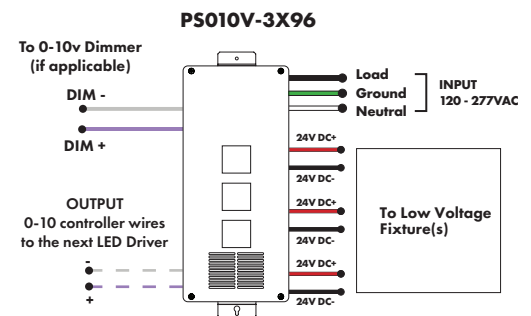 PS010V-3X96
To 0-10v Dimmer
(if applicable)
DIM -
DIM +
OUTPUT
0-10 controller wires
to the next LED Driver
-
+
Load
Ground
Neutral
INPUT
120 - 277VAC
24V DC+
24V DC-
24V DC+
24V DC-
24V DC+
24V DC-
To Low Voltage
Fixture(s)